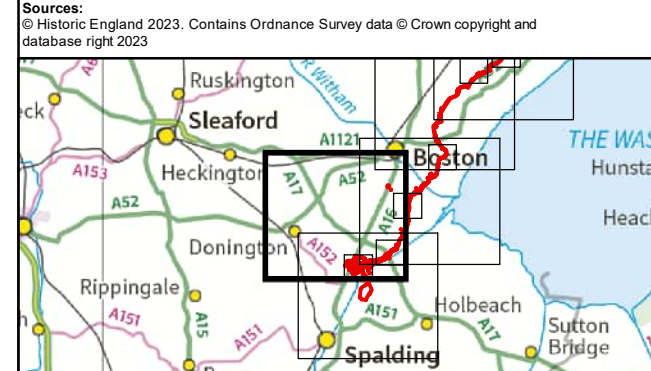 Sources:
© Historic England 2023. Contains Ordnance Survey data © Crown copyright and
database right 2023
R Witham
Ruskington
Sleaford
A1121
THE WAS
Boston
Heckington
Hunsta
A153
A17
A52
A52
A16
Heac
Donington
A152
Rippingale
A151
A15
A151
A151
Holbeach
A17
Sutton
Bridge
Spalding